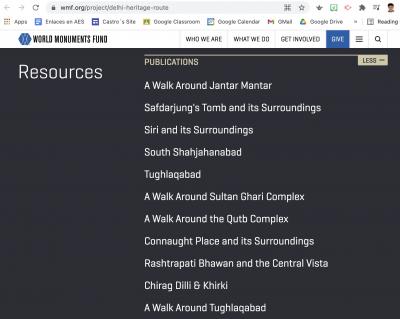 wmf.org/project/delhi-heritage-route
Apps Enlaces en AES Castro´s Site Google Classroom Google Calendar GMail Google Drive »
WORLD MONUMENTS FUND WHO WE ARE WHAT WE DO GET INVOLVED GIVE
Resources
PUBLICATIONS LESS —
A Walk Around Jantar Mantar
Safdarjung's Tomb and its Surroundings
Siri and its Surroundings
South Shahjahanabad
Tughlaqabad
A Walk Around Sultan Ghari Complex
A Walk Around the Qutb Complex
Connaught Place and its Surroundings
Rashtrapati Bhawan and the Central Vista
Chirag Dilli & Khirki
A Walk Around Tughlaqabad